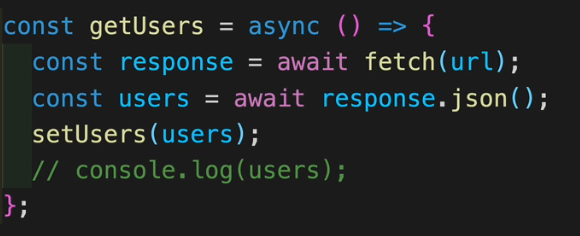 const getUsers = async () => {
const response = await fetch(url);
const users = await response.json();
setUsers(users);
// console.log(users);
};